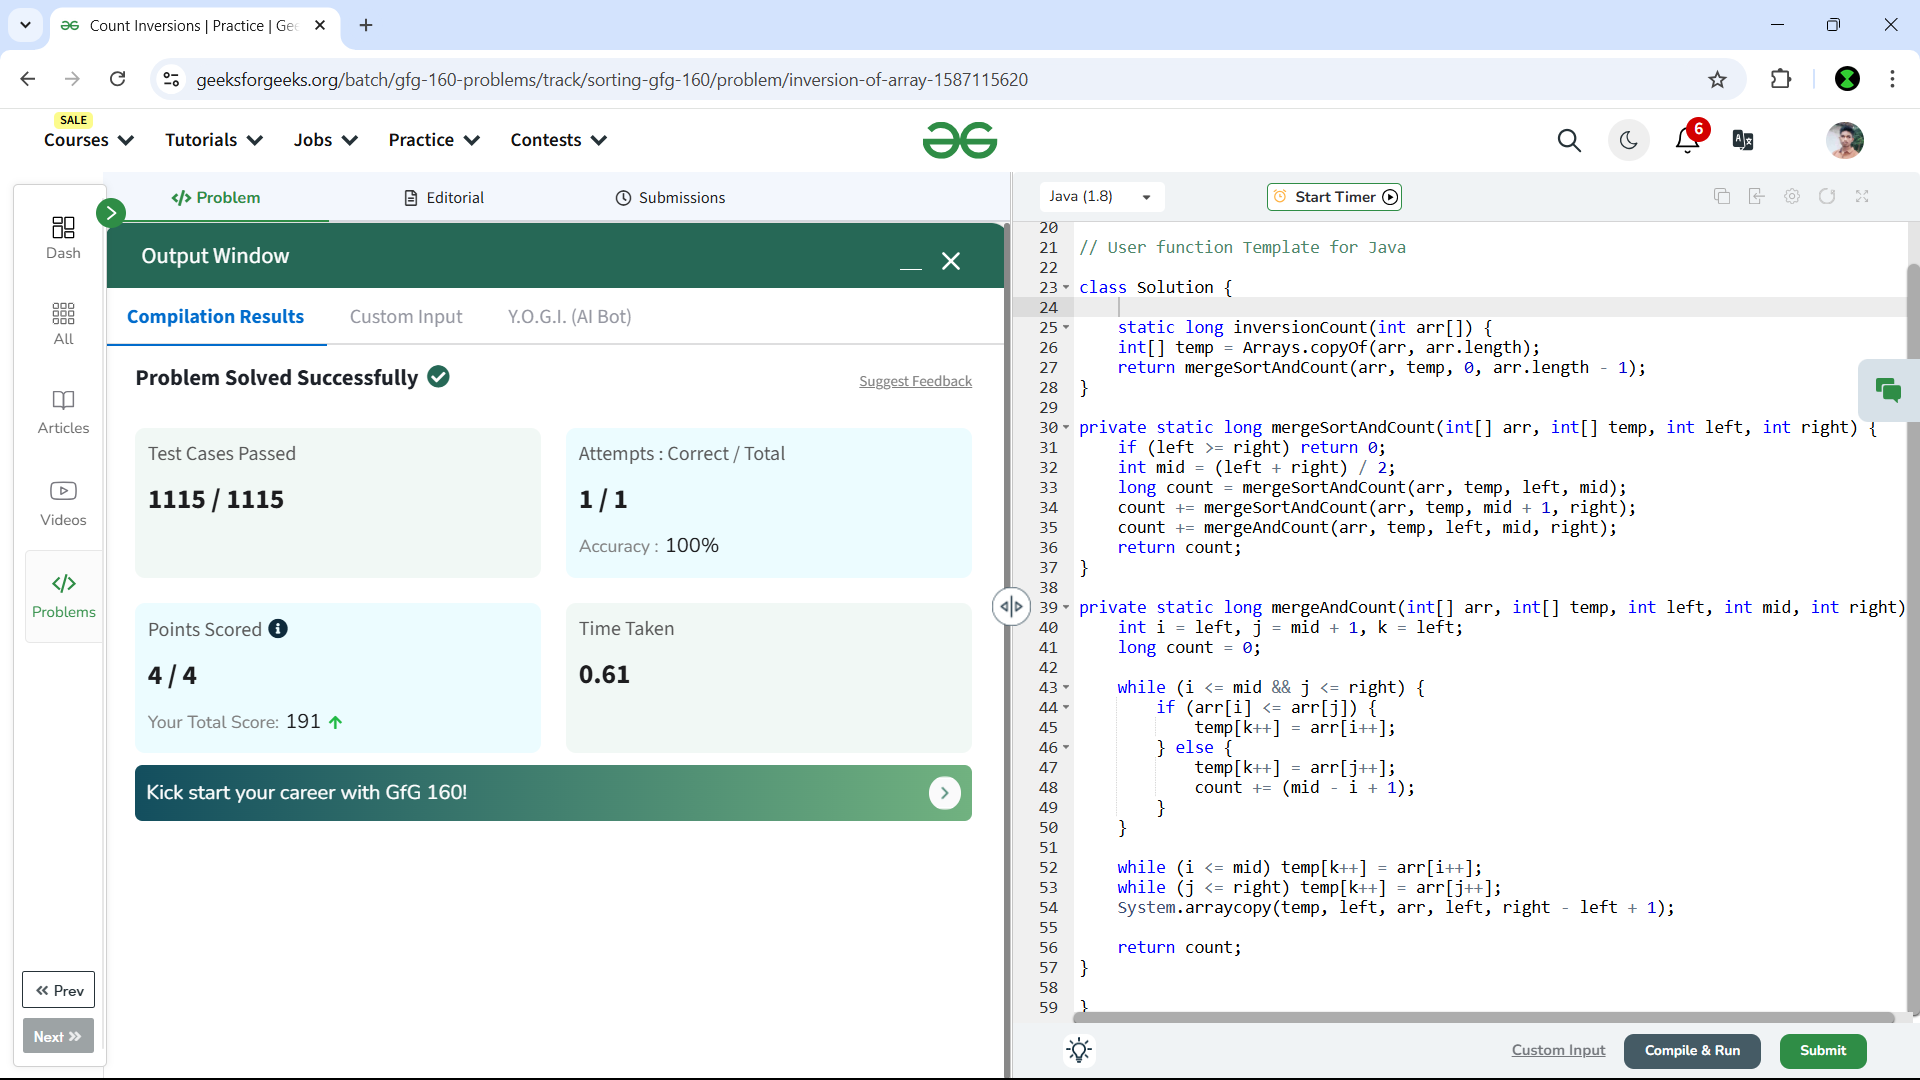 Count Inversions | Practice | Gee
geeksforgeeks.org/batch/gfg-160-problems/track/sorting-gfg-160/problem/inversion-of-array-1587115620
SALE
Courses
Tutorials
Jobs
Practice
Contests
6
Dash
All
Articles
Videos
Problems
Prev
Next
Problem
Editorial
Submissions
Output Window
Compilation Results
Custom Input
Y.O.G.I. (AI Bot)
Problem Solved Successfully
Suggest Feedback
Test Cases Passed
1115 / 1115
Attempts : Correct / Total
1 / 1
Accuracy : 100%
Points Scored
4 / 4
Your Total Score: 191
Time Taken
0.61
Kick start your career with GfG 160!
Java (1.8)
Start Timer
20
21 // User function Template for Java
22
23 class Solution {
24
25 static long inversionCount(int arr[]) {
26 int[] temp = Arrays.copyOf(arr, arr.length);
27 return mergeSortAndCount(arr, temp, 0, arr.length - 1);
28 }
29
30 private static long mergeSortAndCount(int[] arr, int[] temp, int left, int right) {
31 if (left >= right) return 0;
32 int mid = (left + right) / 2;
33 long count = mergeSortAndCount(arr, temp, left, mid);
34 count += mergeSortAndCount(arr, temp, mid + 1, right);
35 count += mergeAndCount(arr, temp, left, mid, right);
36 return count;
37 }
38
39 private static long mergeAndCount(int[] arr, int[] temp, int left, int mid, int right)
40 int i = left, j = mid + 1, k = left;
41 long count = 0;
42
43 while (i <= mid && j <= right) {
44 if (arr[i] <= arr[j]) {
45 temp[k++] = arr[i++];
46 } else {
47 temp[k++] = arr[j++];
48 count += (mid - i + 1);
49 }
50 }
51
52 while (i <= mid) temp[k++] = arr[i++];
53 while (j <= right) temp[k++] = arr[j++];
54 System.arraycopy(temp, left, arr, left, right - left + 1);
55
56 return count;
57 }
58
59 }
Custom Input
Compile & Run
Submit